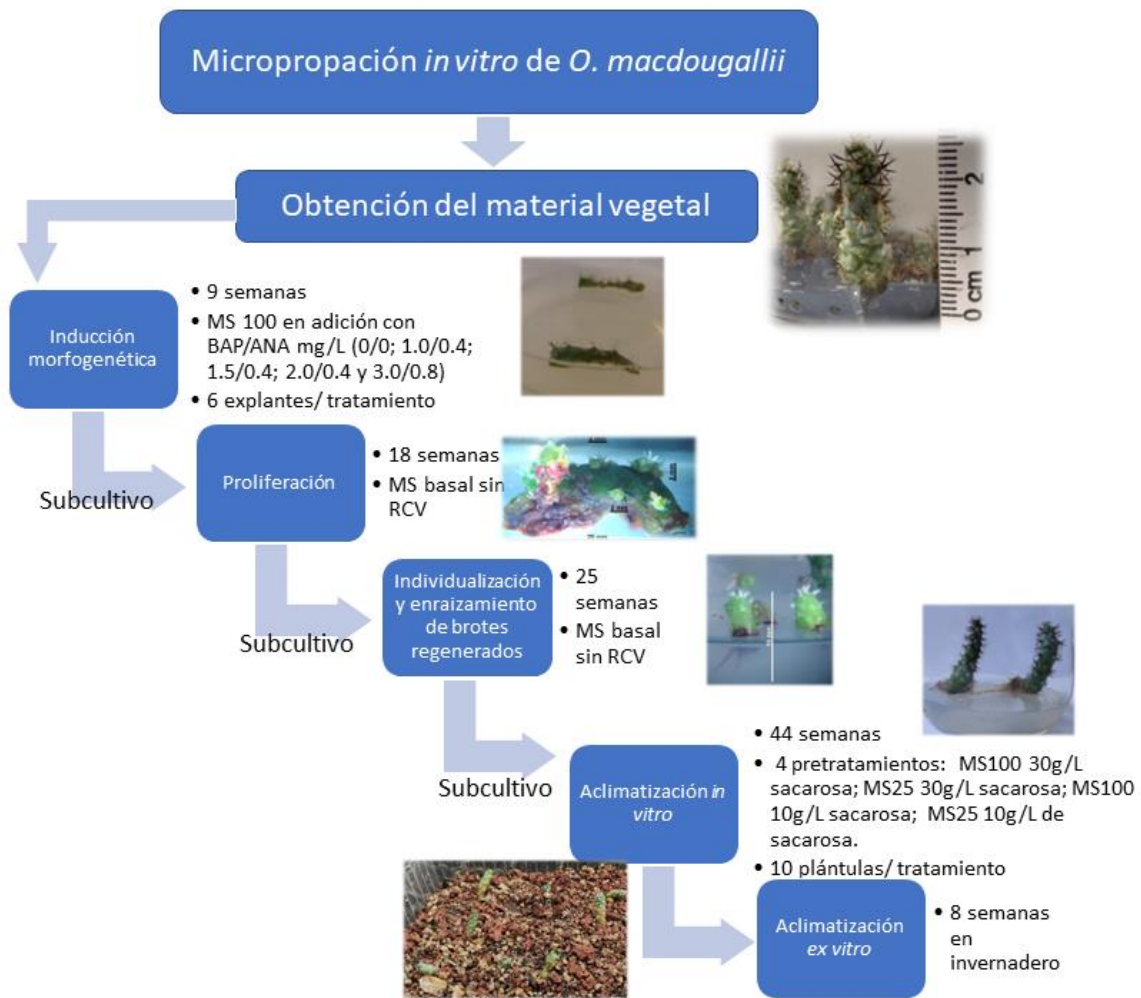 Micropropación in vitro de O. macdougallii
Obtención del material vegetal
2
1
0 cm
Inducción
morfogenética
• 9 semanas
• MS 100 en adición con
BAP/ANA mg/L (0/0; 1.0/0.4;
1.5/0.4; 2.0/0.4 y 3.0/0.8)
• 6 explantes/ tratamiento
Subcultivo
Proliferación
• 18 semanas
• MS basal sin
RCV
Subcultivo
Individualización
y enraizamiento
de brotes
regenerados
• 25
semanas
• MS basal
sin RCV
Subcultivo
Aclimatización in
vitro
• 44 semanas
• 4 pretratamientos: MS100 30g/L
sacarosa; MS25 30g/L sacarosa; MS100
10g/L sacarosa; MS25 10g/L de
sacarosa.
• 10 plántulas/ tratamiento
Aclimatización
ex vitro
• 8 semanas
en
invernadero